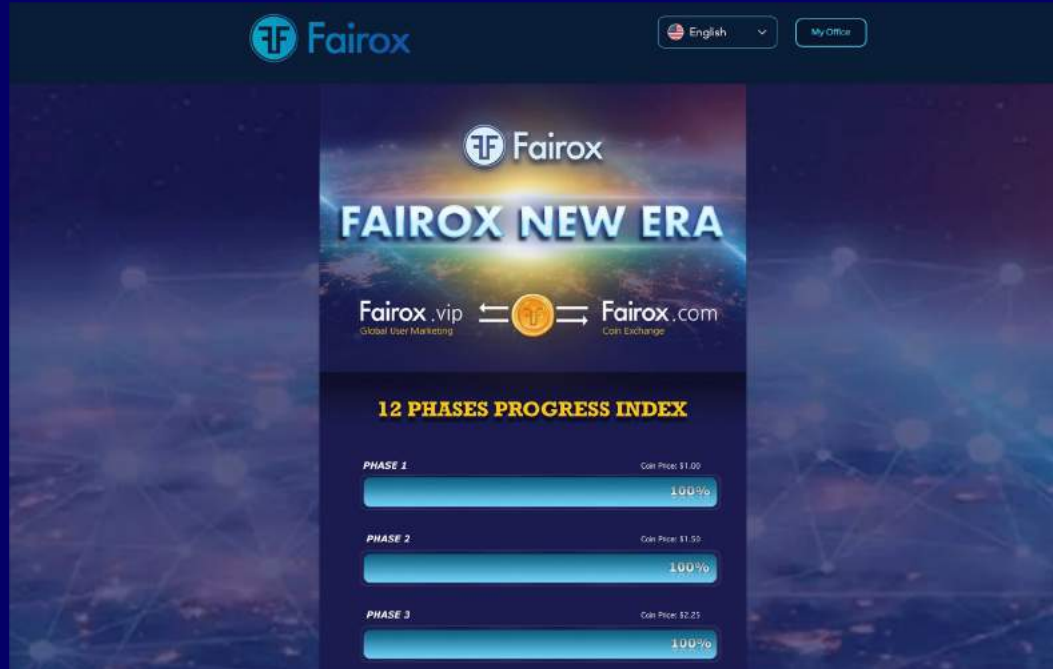 Fairox
English
My Office
Fairox
FAIROX NEW ERA
Fairox.vip
Global User Marketing
Fairox.com
Coin Exchange
12 PHASES PROGRESS INDEX
PHASE 1
Coin Price: $1.00
100%
PHASE 2
Coin Price: $1.50
100%
PHASE 3
Coin Price: $2.25
100%